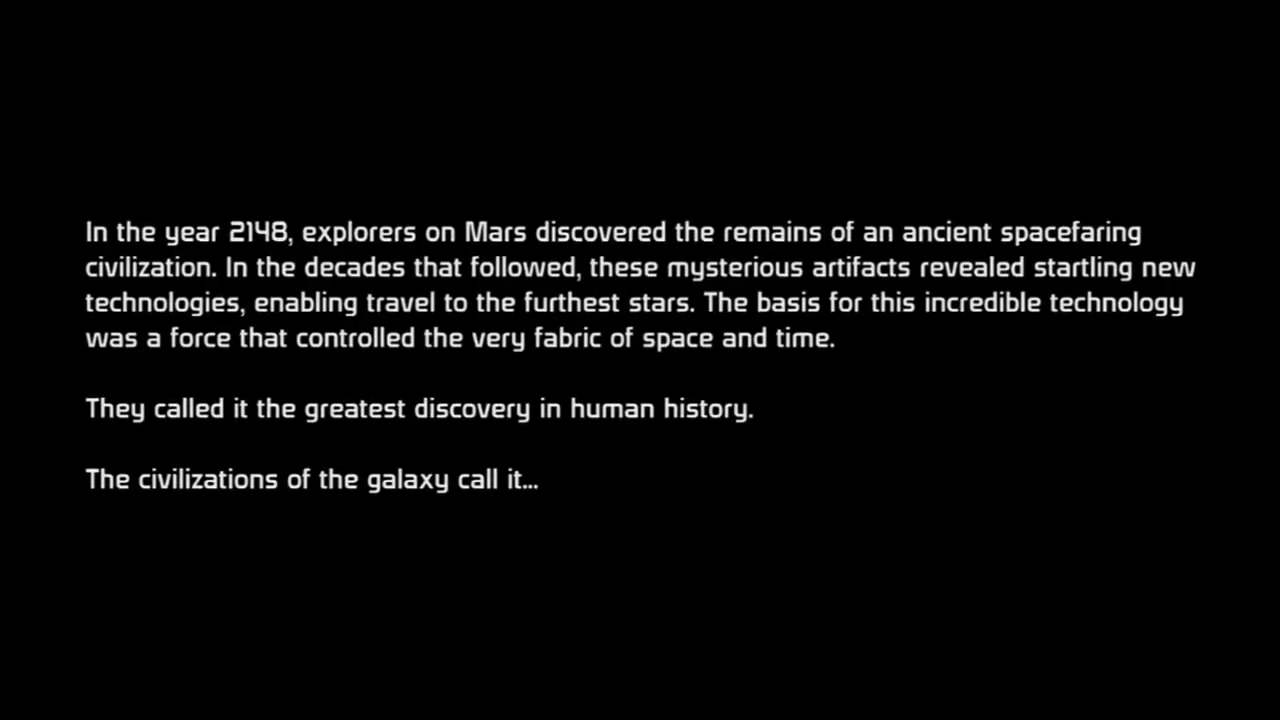 In the year 2148, explorers on Mars discovered the remains of an ancient spacefaring
civilization. In the decades that followed, these mysterious artifacts revealed startling new
technologies, enabling travel to the furthest stars. The basis for this incredible technology
was a force that controlled the very fabric of space and time.
They called it the greatest discovery in human history.
The civilizations of the galaxy call it...